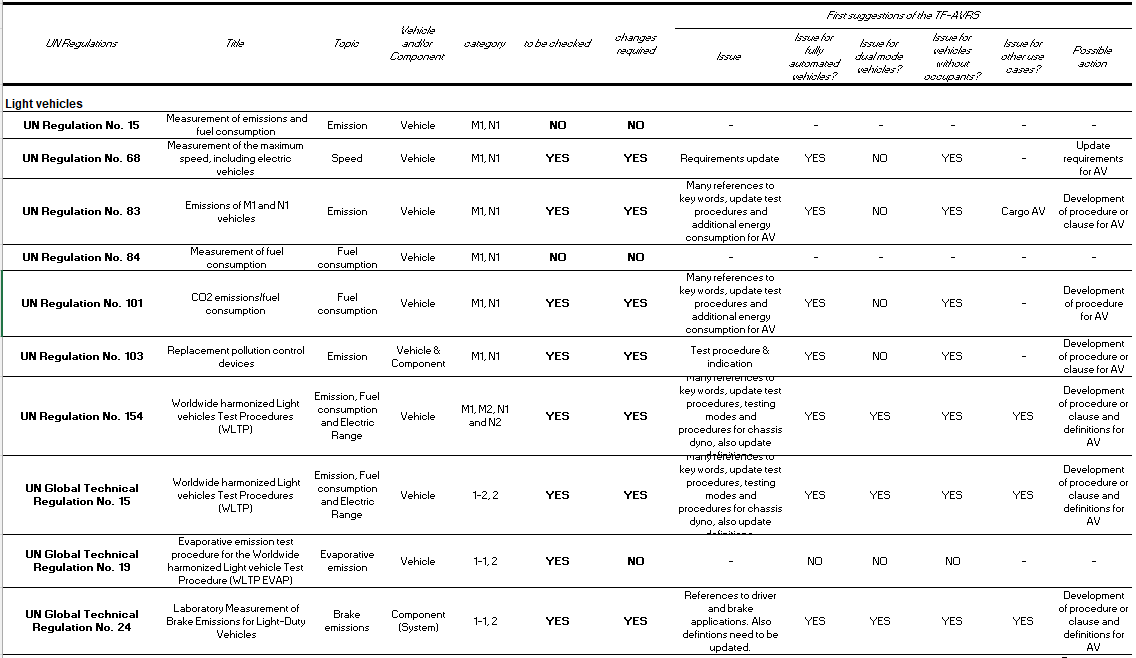 First suggestions of the TF-AVRS
UN Regulations | Title | Topic | Vehicle and/or Component | category | to be checked | changes required | Issue | Issue for fully automated vehicles? | Issue for dual mode vehicles? | Issue for vehicles without occupants? | Issue for other use cases? | Possible action
Light vehicles
UN Regulation No. 15 | Measurement of emissions and fuel consumption | Emission | Vehicle | M1, N1 | NO | NO | - | - | - | - | - | -
UN Regulation No. 68 | Measurement of the maximum speed, including electric vehicles | Speed | Vehicle | M1, N1 | YES | YES | Requirements update | YES | NO | YES | - | Update requirements for AV
UN Regulation No. 83 | Emissions of M1 and N1 vehicles | Emission | Vehicle | M1, N1 | YES | YES | Many references to key words, update test procedures and additional energy consumption for AV | YES | NO | YES | Cargo AV | Development of procedure or clause for AV
UN Regulation No. 84 | Measurement of fuel consumption | Fuel consumption | Vehicle | M1, N1 | NO | NO | - | - | - | - | - | -
UN Regulation No. 101 | CO2 emissions/fuel consumption | Fuel consumption | Vehicle | M1, N1 | YES | YES | Many references to key words, update test procedures and additional energy consumption for AV | YES | NO | YES | - | Development of procedure for AV
UN Regulation No. 103 | Replacement pollution control devices | Emission | Vehicle & Component | M1, N1 | YES | YES | Test procedure & indication | YES | NO | YES | - | Development of procedure or clause for AV
UN Regulation No. 154 | Worldwide harmonized Light vehicles Test Procedures (WLTP) | Emission, Fuel consumption and Electric Range | Vehicle | M1, M2, N1 and N2 | YES | YES | Many references to key words, update test procedures, testing modes and procedures for chassis dyno, also update definitions | YES | YES | YES | YES | Development of procedure or clause and definitions for AV
UN Global Technical Regulation No. 15 | Worldwide harmonized Light vehicles Test Procedures (WLTP) | Emission, Fuel consumption and Electric Range | Vehicle | 1-2, 2 | YES | YES | Many references to key words, update test procedures, testing modes and procedures for chassis dyno, also update definitions | YES | YES | YES | YES | Development of procedure or clause and definitions for AV
UN Global Technical Regulation No. 19 | Evaporative emission test procedure for the Worldwide harmonized Light vehicle Test Procedure (WLTP EVAP) | Evaporative emission | Vehicle | 1-1, 2 | YES | NO | - | NO | NO | NO | - | -
UN Global Technical Regulation No. 24 | Laboratory Measurement of Brake Emissions for Light-Duty Vehicles | Brake emissions | Component (System) | 1-1, 2 | YES | YES | References to driver and brake applications. Also defintions need to be updated. | YES | YES | YES | YES | Development of procedure or clause and definitions for AV